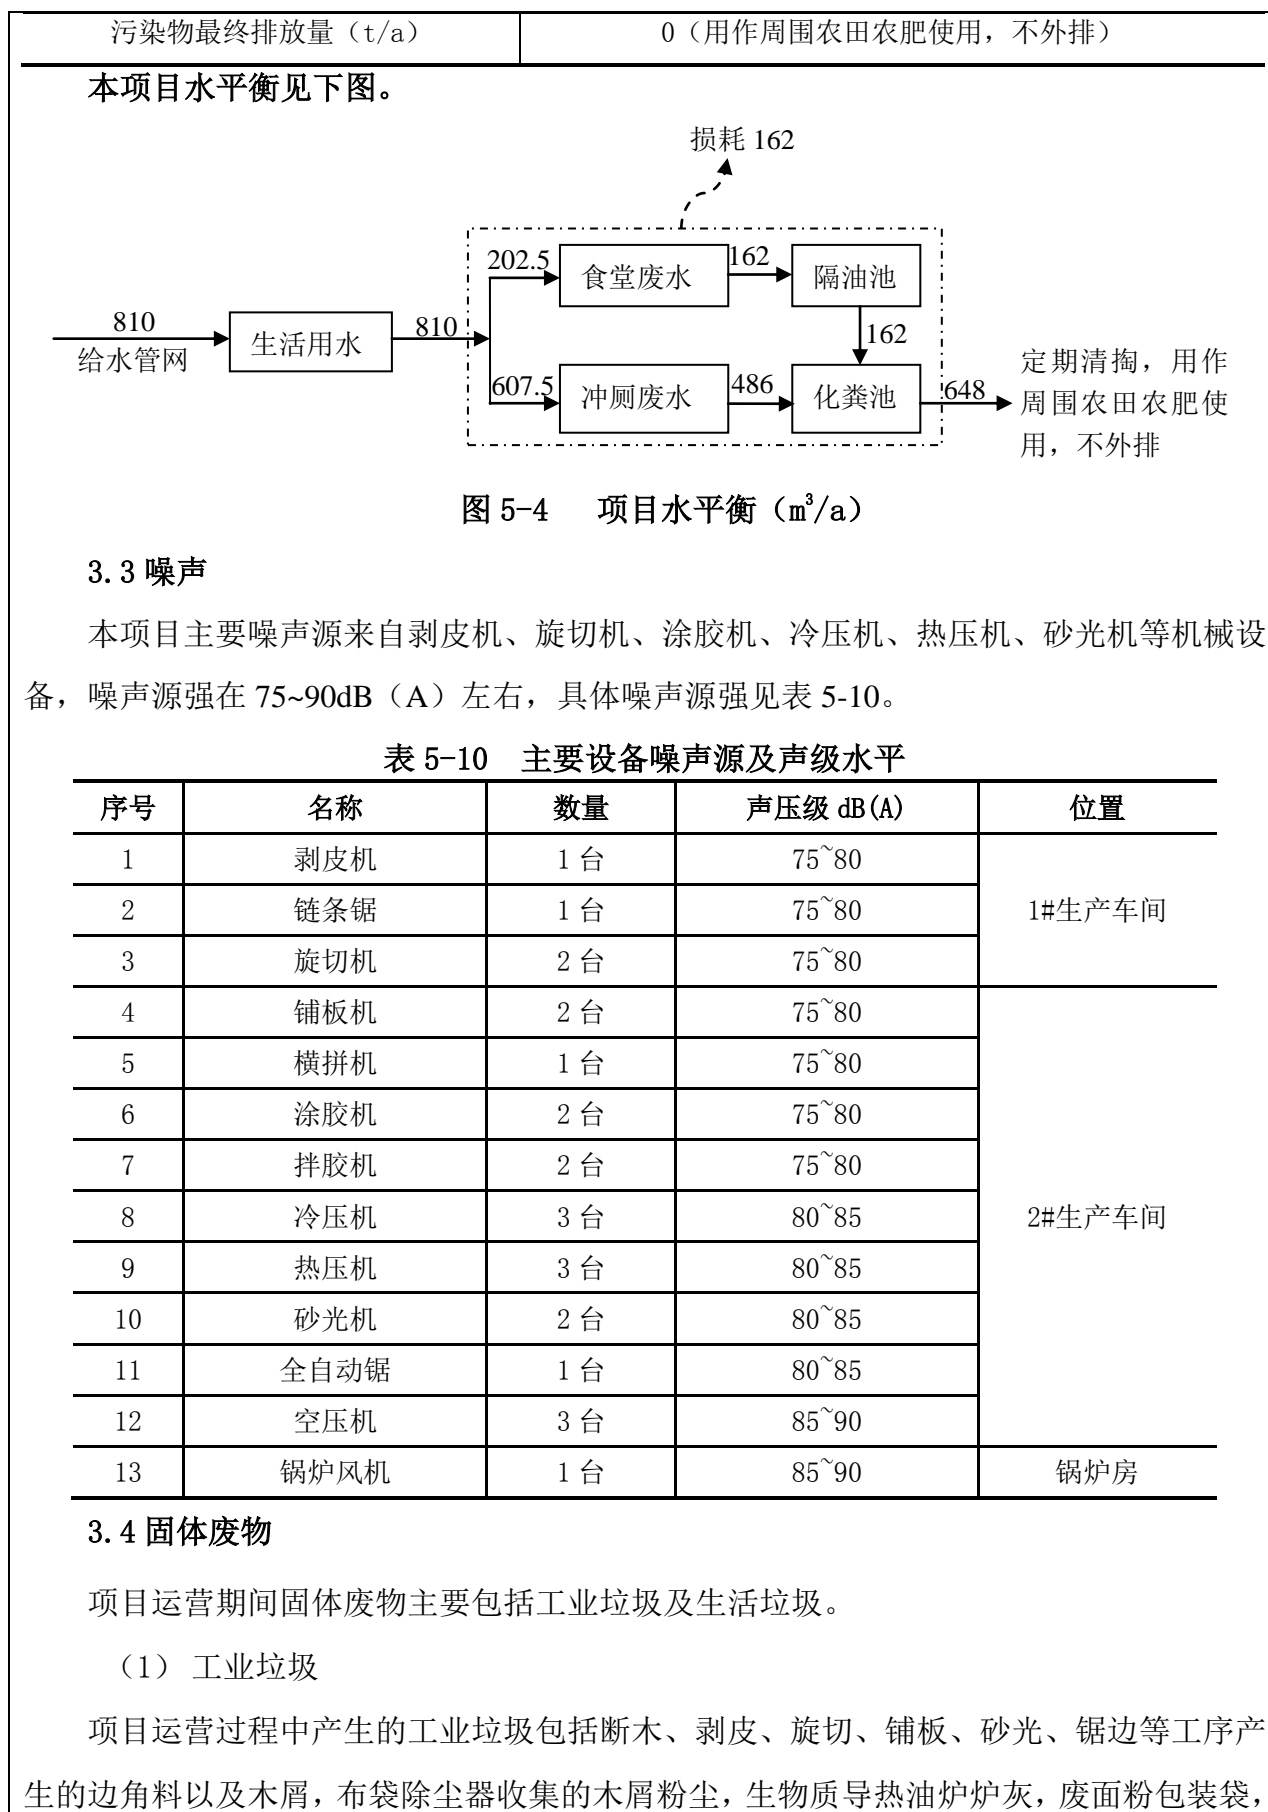 污染物最终排放量（t/a） 0（用作周围农田农肥使用，不外排）
本项目水平衡见下图。
损耗 162
202.5 食堂废水 162 隔油池
810 给水管网 生活用水 810
162
607.5 冲厕废水 486 化粪池 648
定期清掏，用作
周围农田农肥使
用，不外排
图 5-4 项目水平衡（m³/a）
3.3 噪声
本项目主要噪声源来自剥皮机、旋切机、涂胶机、冷压机、热压机、砂光机等机械设
备，噪声源强在 75~90dB（A）左右，具体噪声源强见表 5-10。
表 5-10 主要设备噪声源及声级水平
序号 名称 数量 声压级 dB(A) 位置
1 剥皮机 1 台 75~80
2 链条锯 1 台 75~80 1#生产车间
3 旋切机 2 台 75~80
4 铺板机 2 台 75~80
5 横拼机 1 台 75~80
6 涂胶机 2 台 75~80
7 拌胶机 2 台 75~80
8 冷压机 3 台 80~85 2#生产车间
9 热压机 3 台 80~85
10 砂光机 2 台 80~85
11 全自动锯 1 台 80~85
12 空压机 3 台 85~90
13 锅炉风机 1 台 85~90 锅炉房
3.4 固体废物
项目运营期间固体废物主要包括工业垃圾及生活垃圾。
（1） 工业垃圾
项目运营过程中产生的工业垃圾包括断木、剥皮、旋切、铺板、砂光、锯边等工序产
生的边角料以及木屑，布袋除尘器收集的木屑粉尘，生物质导热油炉炉灰，废面粉包装袋，